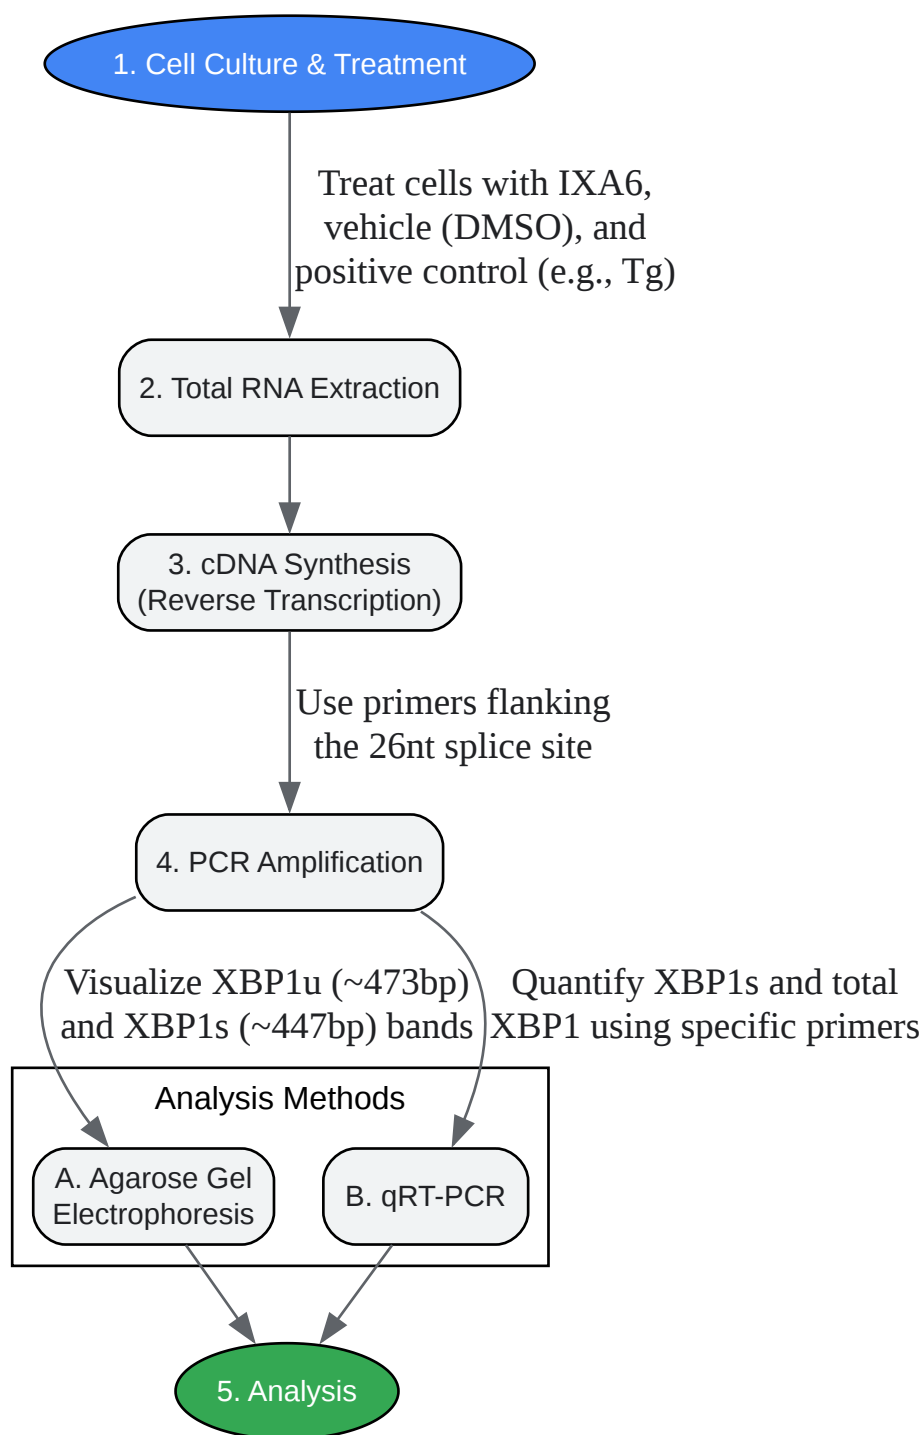 1. Cell Culture & Treatment
Treat cells with IXA6,
vehicle (DMSO), and
positive control (e.g., Tg)
2. Total RNA Extraction
3. cDNA Synthesis
(Reverse Transcription)
Use primers flanking
the 26nt splice site
4. PCR Amplification
Visualize XBP1u (~473bp)
and XBP1s (~447bp) bands
Quantify XBP1s and total
XBP1 using specific primers
Analysis Methods
A. Agarose Gel
Electrophoresis
B. qRT-PCR
5. Analysis